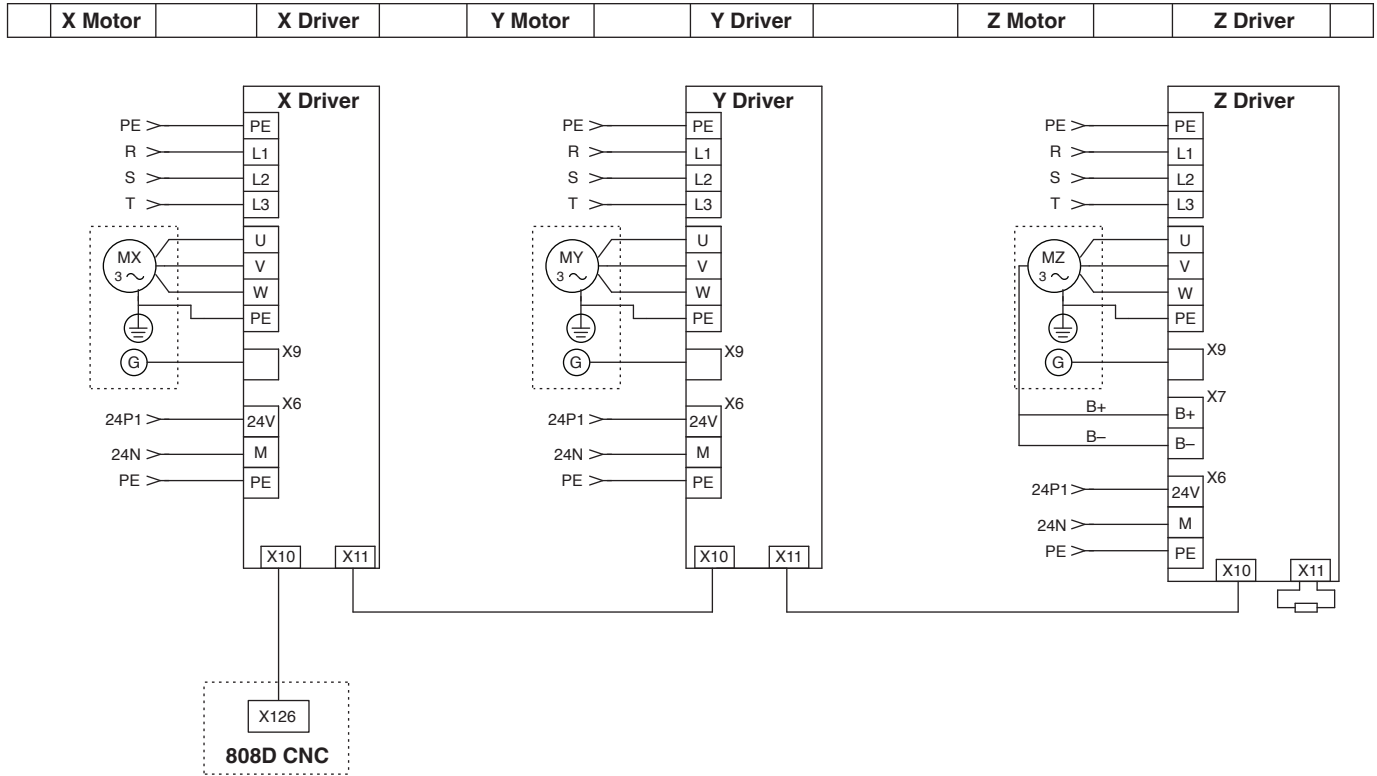 X Motor X Driver Y Motor Y Driver Z Motor Z Driver
X Driver
PE PE
R L1
S L2
T L3
MX
3
U
V
W
PE
G X9
X6
24P1 24V
24N M
PE PE
X10 X11
Y Driver
PE PE
R L1
S L2
T L3
MY
3
U
V
W
PE
G X9
X6
24P1 24V
24N M
PE PE
X10 X11
Z Driver
PE PE
R L1
S L2
T L3
MZ
3
U
V
W
PE
G X9
X7
B+ B+
B– B–
X6
24P1 24V
24N M
PE PE
X10 X11
X126
808D CNC